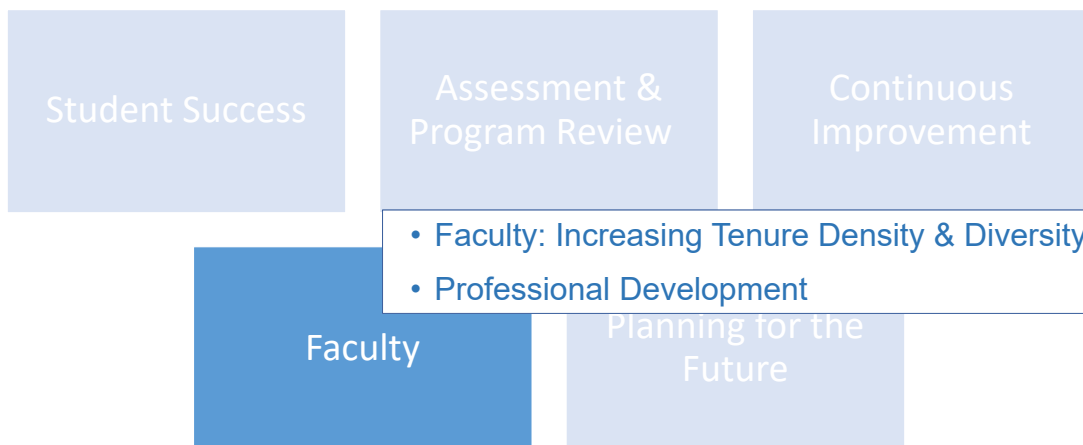 Student Success
Assessment &
Program Review
Continuous
Improvement
• Faculty: Increasing Tenure Density & Diversity
• Professional Development
Faculty
Planning for the
Future